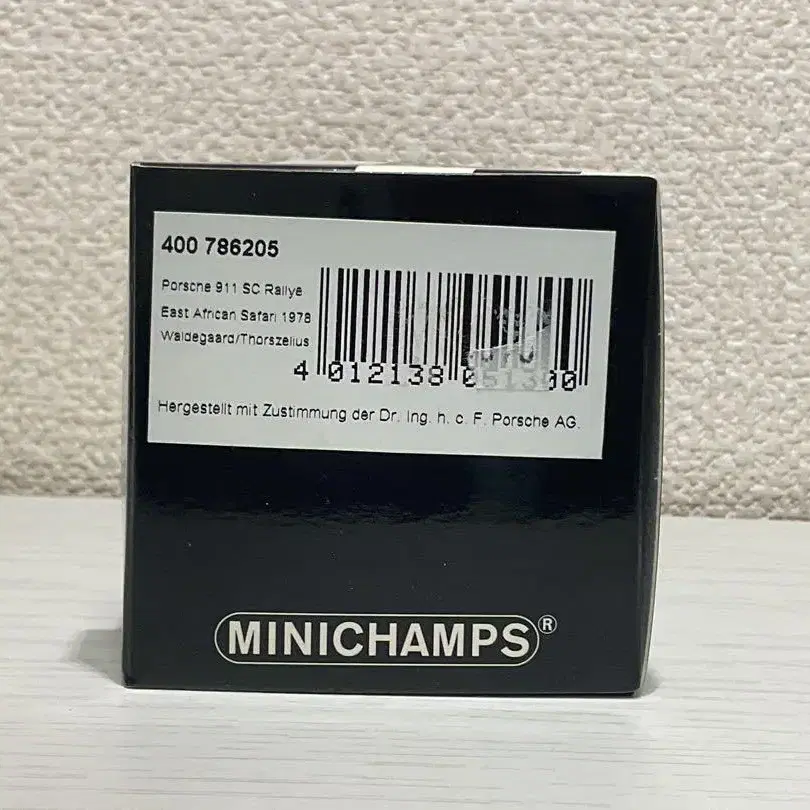 400 786205
Porsche 911 SC Rallye
East African Safari 1978
Waldegaard/Thorszelius
4 012138 051300
Hergestellt mit Zustimmung der Dr. Ing. h. c. F. Porsche AG.
MINICHAMPS®